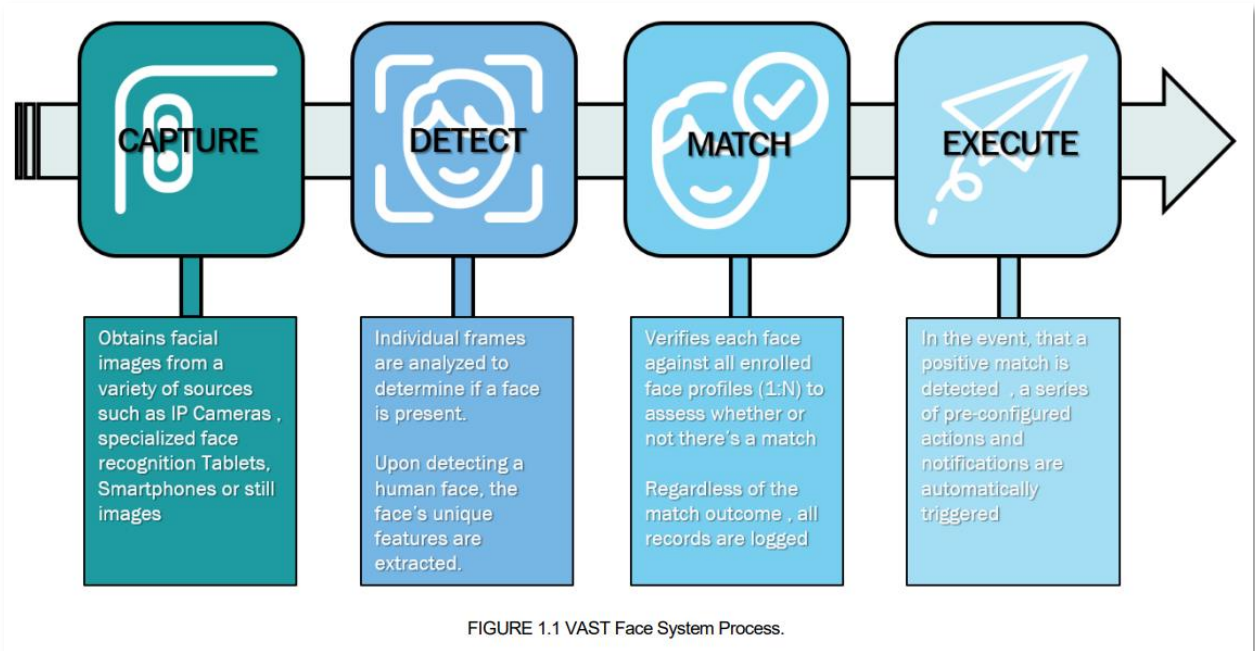 CAPTURE
DETECT
MATCH
EXECUTE
Obtains facial
images from a
variety of sources
such as IP Cameras ,
specialized face
recognition Tablets,
Smartphones or still
images
Individual frames
are analyzed to
determine if a face
is present.
Upon detecting a
human face, the
face's unique
features are
extracted.
Verifies each face
against all enrolled
face profiles (1:N) to
assess whether or
not there's a match
Regardless of the
match outcome , all
records are logged
In the event, that a
positive match is
detected , a series
of pre-configured
actions and
notifications are
automatically
triggered
FIGURE 1.1 VAST Face System Process.